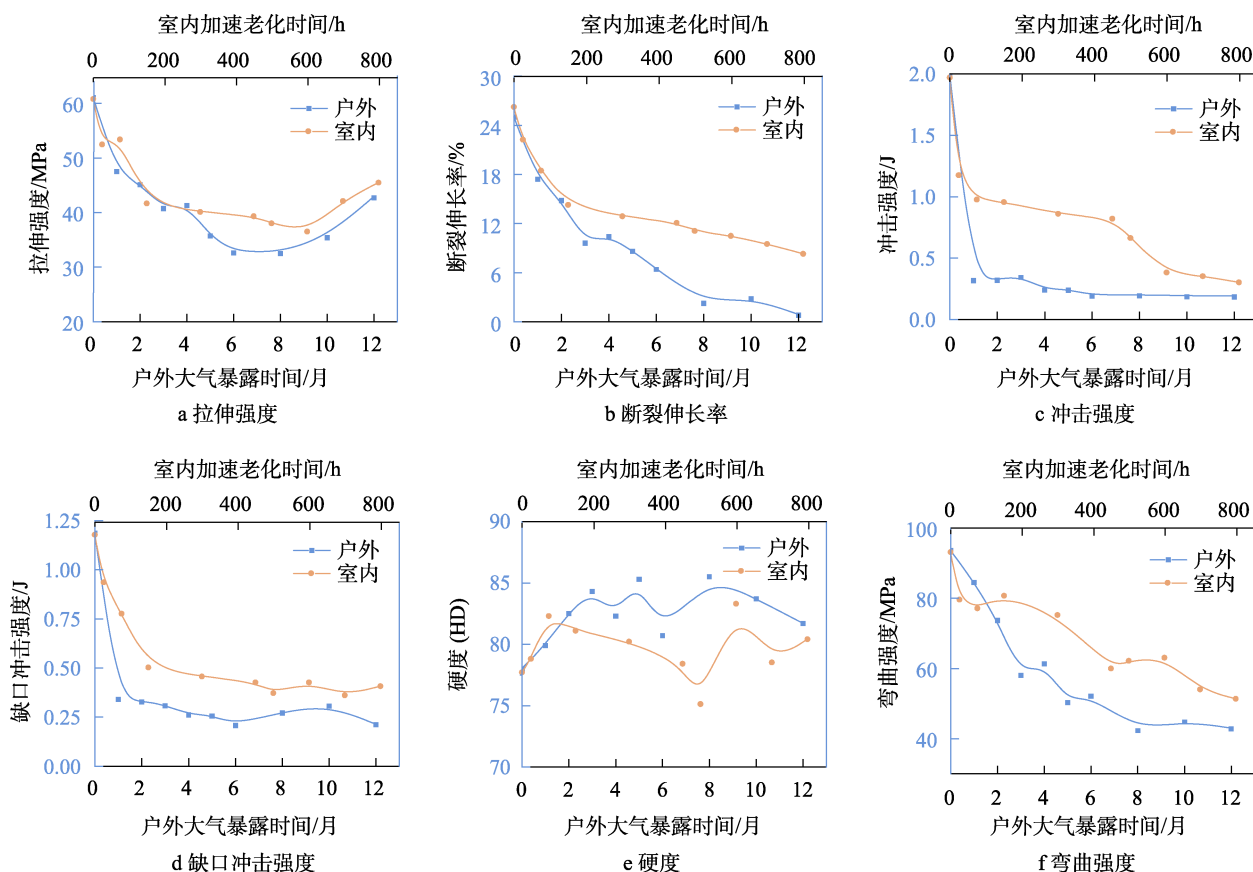 室内加速老化时间/h
0 200 400 600 800
拉伸强度/MPa
60
50
40
30
20
户外
室内
0 2 4 6 8 10 12
户外大气暴露时间/月
a 拉伸强度
室内加速老化时间/h
0 200 400 600 800
断裂伸长率/%
30
24
18
12
6
0
户外
室内
0 2 4 6 8 10 12
户外大气暴露时间/月
b 断裂伸长率
室内加速老化时间/h
0 200 400 600 800
冲击强度/J
2.0
1.5
1.0
0.5
0.0
户外
室内
0 2 4 6 8 10 12
户外大气暴露时间/月
c 冲击强度
室内加速老化时间/h
0 200 400 600 800
缺口冲击强度/J
1.25
1.00
0.75
0.50
0.25
0.00
户外
室内
0 2 4 6 8 10 12
户外大气暴露时间/月
d 缺口冲击强度
室内加速老化时间/h
0 200 400 600 800
硬度 (HD)
90
85
80
75
70
户外
室内
0 2 4 6 8 10 12
户外大气暴露时间/月
e 硬度
室内加速老化时间/h
0 200 400 600 800
弯曲强度/MPa
100
80
60
40
户外
室内
0 2 4 6 8 10 12
户外大气暴露时间/月
f 弯曲强度